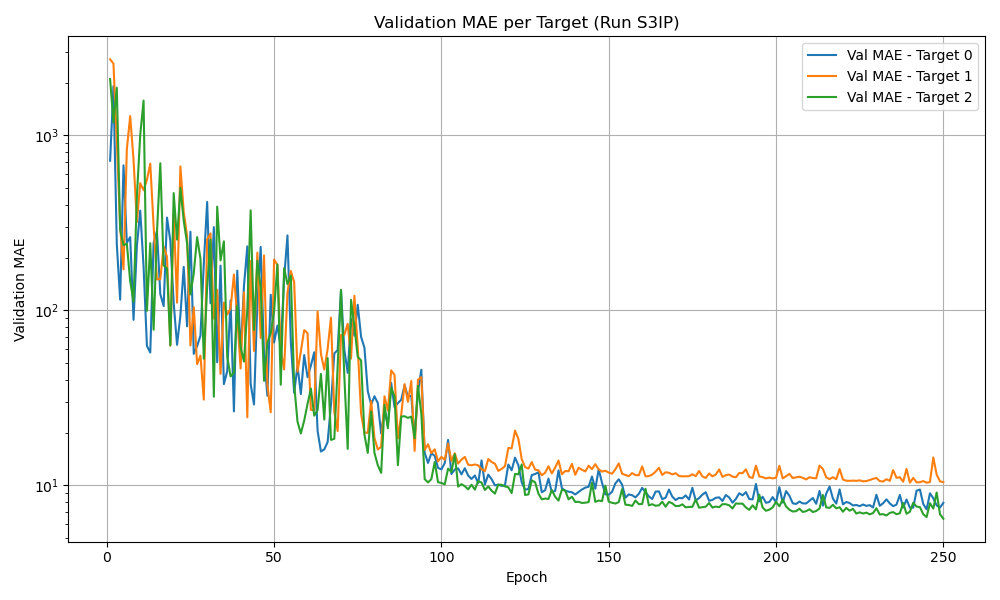 Validation MAE per Target (Run S3IP)
Val MAE - Target 0
Val MAE - Target 1
Val MAE - Target 2
Validation MAE
10³
10²
10¹
0 50 100 150 200 250
Epoch